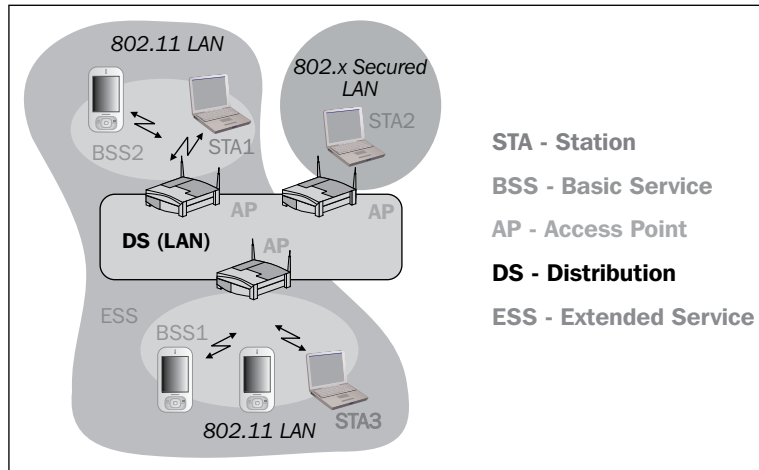 802.11 LAN
802.x Secured
LAN
STA2
BSS2
STA1
AP
AP
DS (LAN)
AP
ESS
BSS1
STA3
802.11 LAN
STA - Station
BSS - Basic Service
AP - Access Point
DS - Distribution
ESS - Extended Service